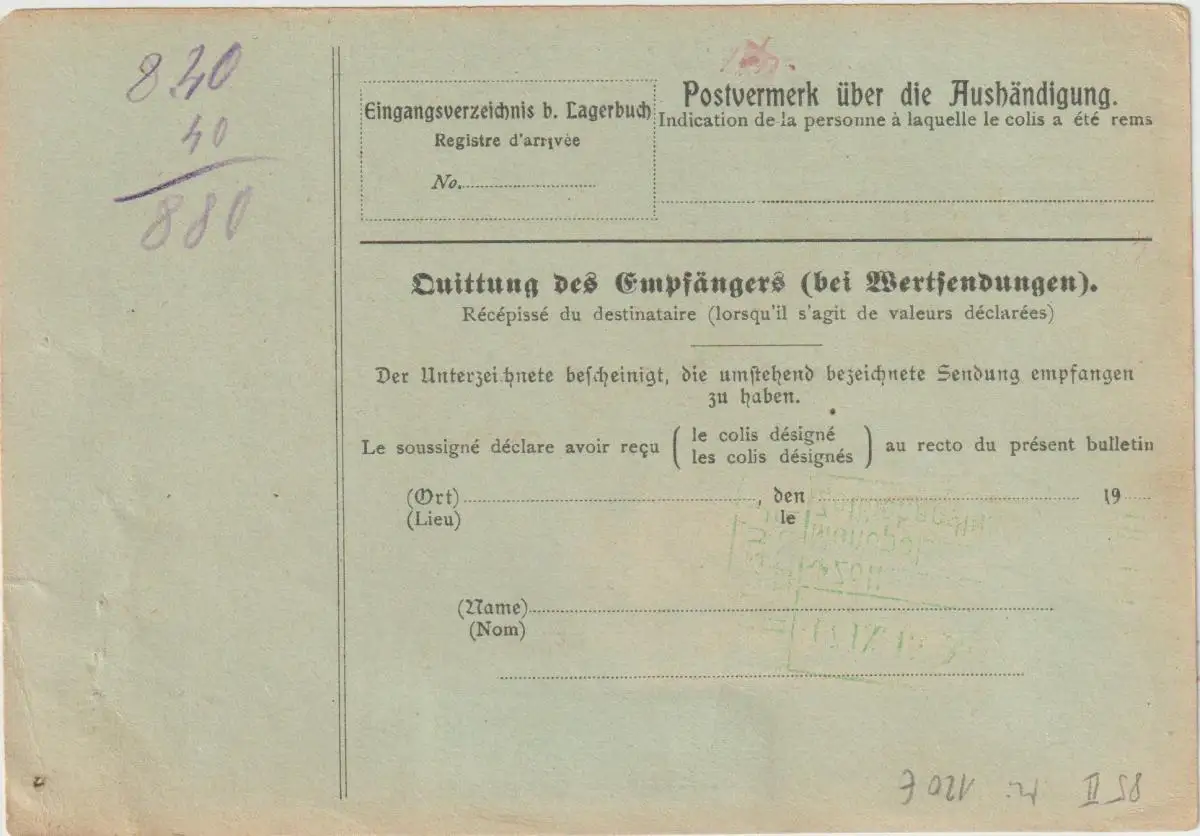 8.40
40
880
Eingangsverzeichnis b. Lagerbuch
Registre d'arrivée
No.
Postvermerk über die Aushändigung.
Indication de la personne à laquelle le colis a été rems
Quittung des Empfängers (bei Wertsendungen).
Récépissé du destinataire (lorsqu'il s'agit de valeurs déclarées)
Der Unterzeichnete bescheinigt, die umstehend bezeichnete Sendung empfangen
zu haben.
Le soussigné déclare avoir reçu ( le colis désigné
les colis désignés ) au recto du présent bulletin
(Ort) , den 19
(Lieu) le
(Name)
(Nom)
85 II 120 €